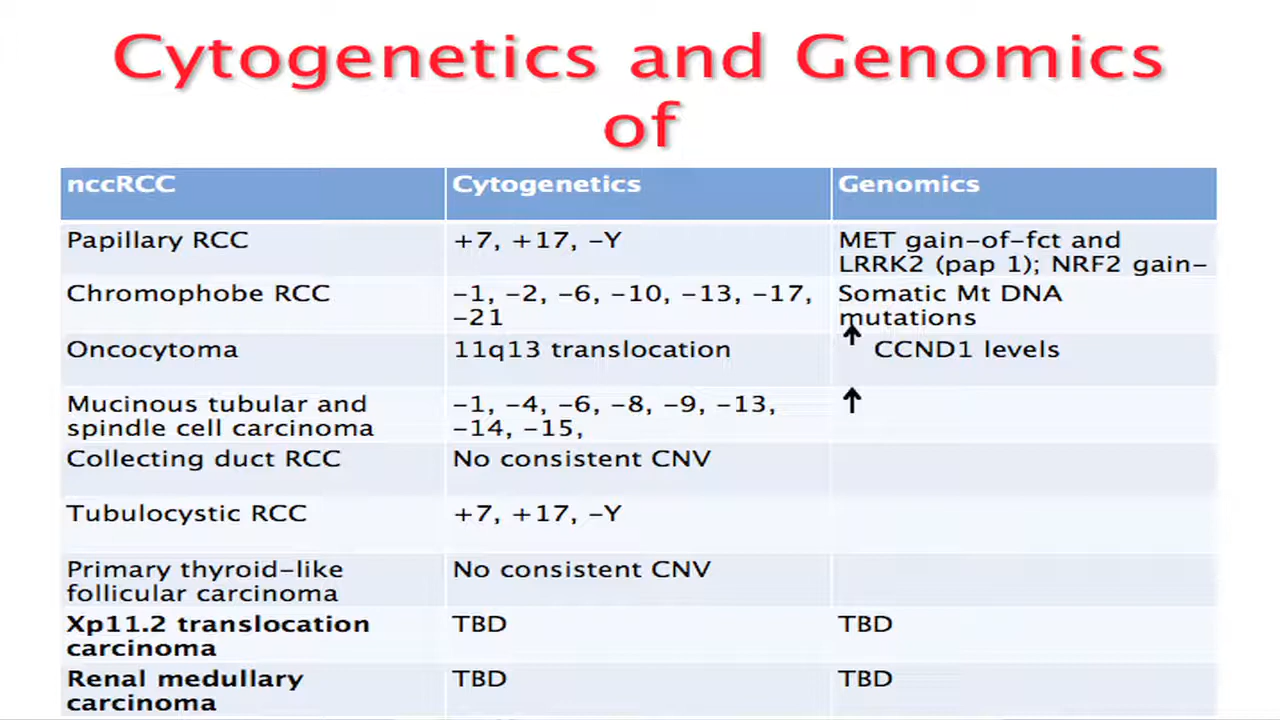 Cytogenetics and Genomics
of
nccRCC
Cytogenetics
Genomics
Papillary RCC
+7, +17, -Y
MET gain-of-fct and
LRRK2 (pap 1); NRF2 gain-
Chromophobe RCC
-1, -2, -6, -10, -13, -17,
-21
Somatic Mt DNA
mutations
Oncocytoma
11q13 translocation
↑ CCND1 levels
Mucinous tubular and
spindle cell carcinoma
-1, -4, -6, -8, -9, -13,
-14, -15,
↑
Collecting duct RCC
No consistent CNV
Tubulocystic RCC
+7, +17, -Y
Primary thyroid-like
follicular carcinoma
No consistent CNV
Xp11.2 translocation
carcinoma
TBD
TBD
Renal medullary
carcinoma
TBD
TBD